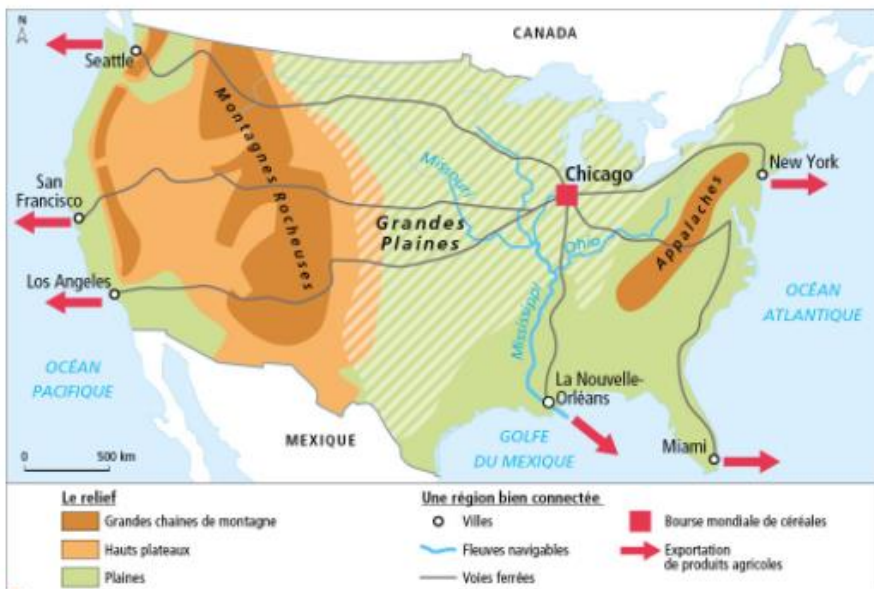 N
CANADA
Seattle
Montagnes Rocheuses
Missouri
Chicago
New York
San
Francisco
Grandes
Plaines
Ohio
Appalaches
Los Angeles
Mississippi
OCÉAN
ATLANTIQUE
OCÉAN
PACIFIQUE
La Nouvelle-
Orléans
MEXIQUE
GOLFE
DU MEXIQUE
Miami
0 500 km
Le relief
Grandes chaînes de montagne
Hauts plateaux
Plaines
Une région bien connectée
Villes
Fleuves navigables
Voies ferrées
Bourse mondiale de céréales
Exportation
de produits agricoles